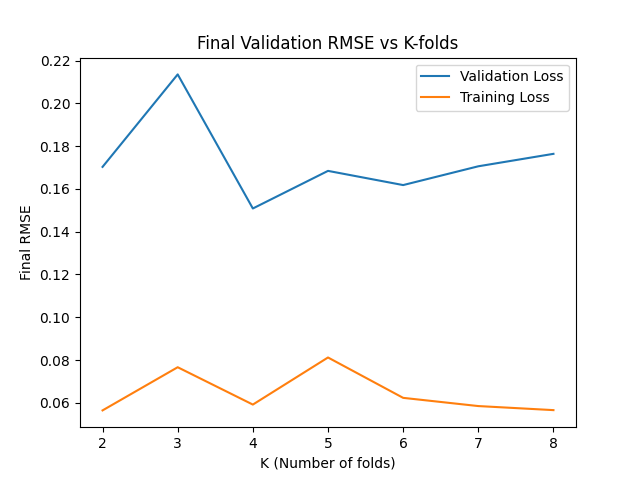 Final Validation RMSE vs K-folds
Validation Loss
Training Loss
0.22
0.20
0.18
0.16
0.14
0.12
0.10
0.08
0.06
Final RMSE
2 3 4 5 6 7 8
K (Number of folds)